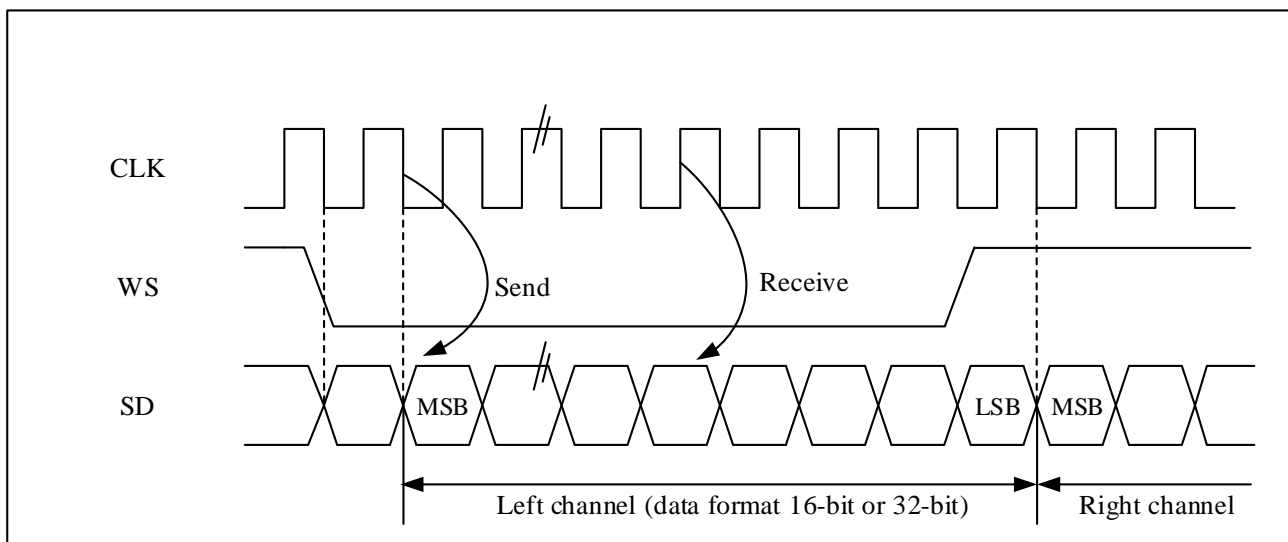 CLK
WS
Send
Receive
SD
MSB
LSB
MSB
Left channel (data format 16-bit or 32-bit)
Right channel